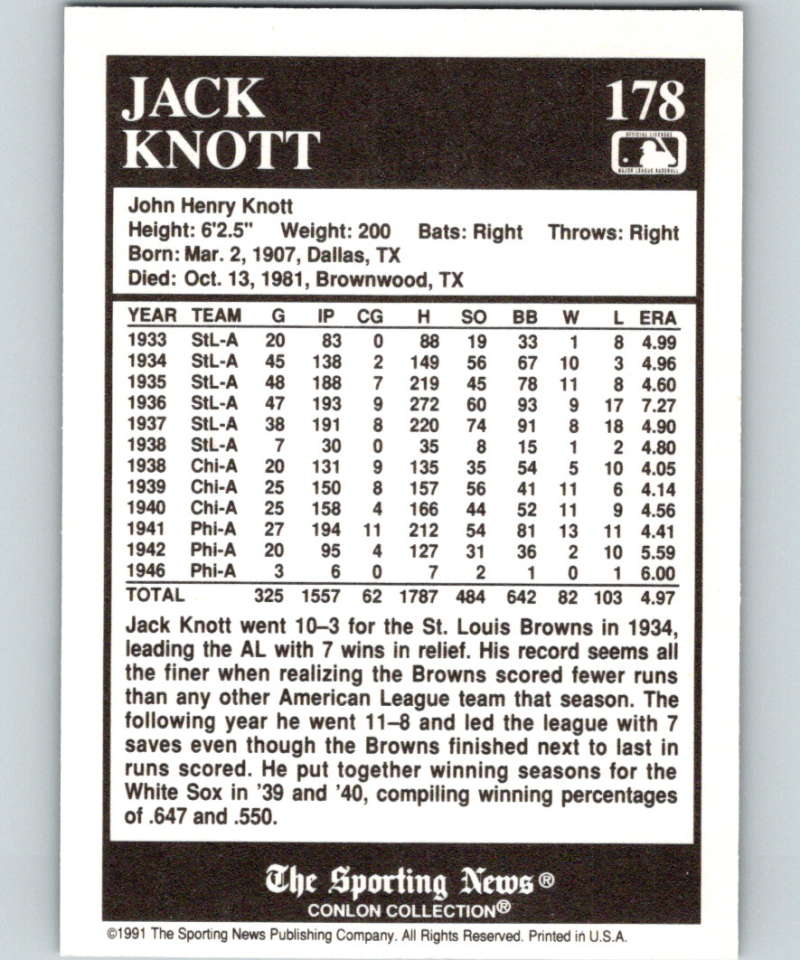 JACK
KNOTT
178
OFFICIAL LICENSEE
MAJOR LEAGUE BASEBALL
John Henry Knott
Height: 6'2.5" Weight: 200 Bats: Right Throws: Right
Born: Mar. 2, 1907, Dallas, TX
Died: Oct. 13, 1981, Brownwood, TX
YEAR TEAM G IP CG H SO BB W L ERA
1933 StL-A 20 83 0 88 19 33 1 8 4.99
1934 StL-A 45 138 2 149 56 67 10 3 4.96
1935 StL-A 48 188 7 219 45 78 11 8 4.60
1936 StL-A 47 193 9 272 60 93 9 17 7.27
1937 StL-A 38 191 8 220 74 91 8 18 4.90
1938 StL-A 7 30 0 35 8 15 1 2 4.80
1938 Chi-A 20 131 9 135 35 54 5 10 4.05
1939 Chi-A 25 150 8 157 56 41 11 6 4.14
1940 Chi-A 25 158 4 166 44 52 11 9 4.56
1941 Phi-A 27 194 11 212 54 81 13 11 4.41
1942 Phi-A 20 95 4 127 31 36 2 10 5.59
1946 Phi-A 3 6 0 7 2 1 0 1 6.00
TOTAL 325 1557 62 1787 484 642 82 103 4.97
Jack Knott went 10–3 for the St. Louis Browns in 1934,
leading the AL with 7 wins in relief. His record seems all
the finer when realizing the Browns scored fewer runs
than any other American League team that season. The
following year he went 11–8 and led the league with 7
saves even though the Browns finished next to last in
runs scored. He put together winning seasons for the
White Sox in '39 and '40, compiling winning percentages
of .647 and .550.
The Sporting News®
CONLON COLLECTION®
©1991 The Sporting News Publishing Company. All Rights Reserved. Printed in U.S.A.